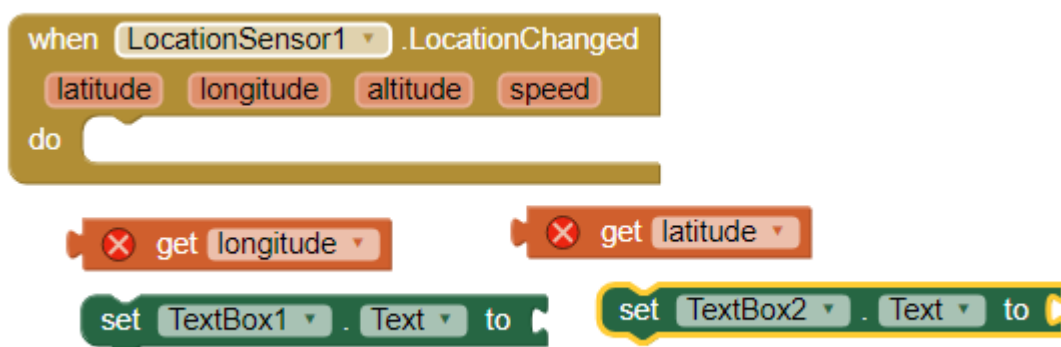 when LocationSensor1 .LocationChanged
latitude longitude altitude speed
do
get longitude
get latitude
set TextBox1 . Text to
set TextBox2 . Text to